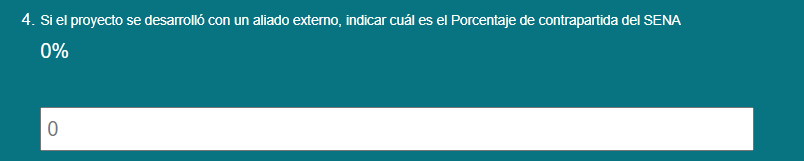 4. Si el proyecto se desarrolló con un aliado externo, indicar cuál es el Porcentaje de contrapartida del SENA
0%
0